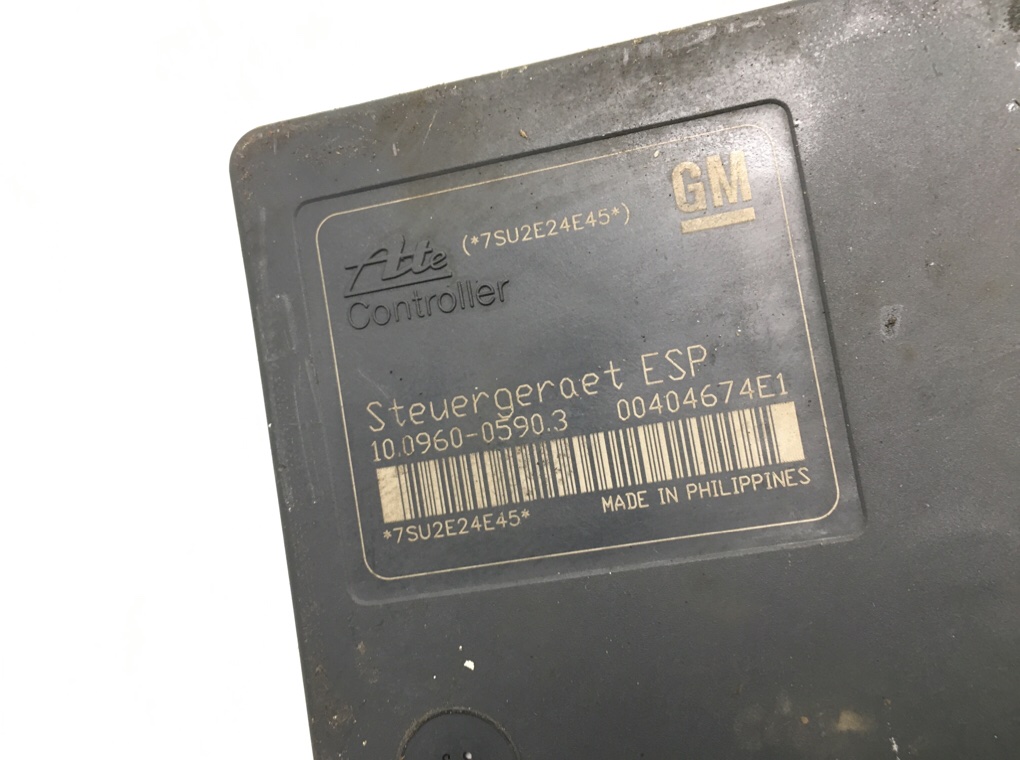 GM
(*7SU2E24E45*)
Ate
Controller
Steuergeraet ESP
10.0960-0590.3 00404674E1
*7SU2E24E45*
MADE IN PHILIPPINES